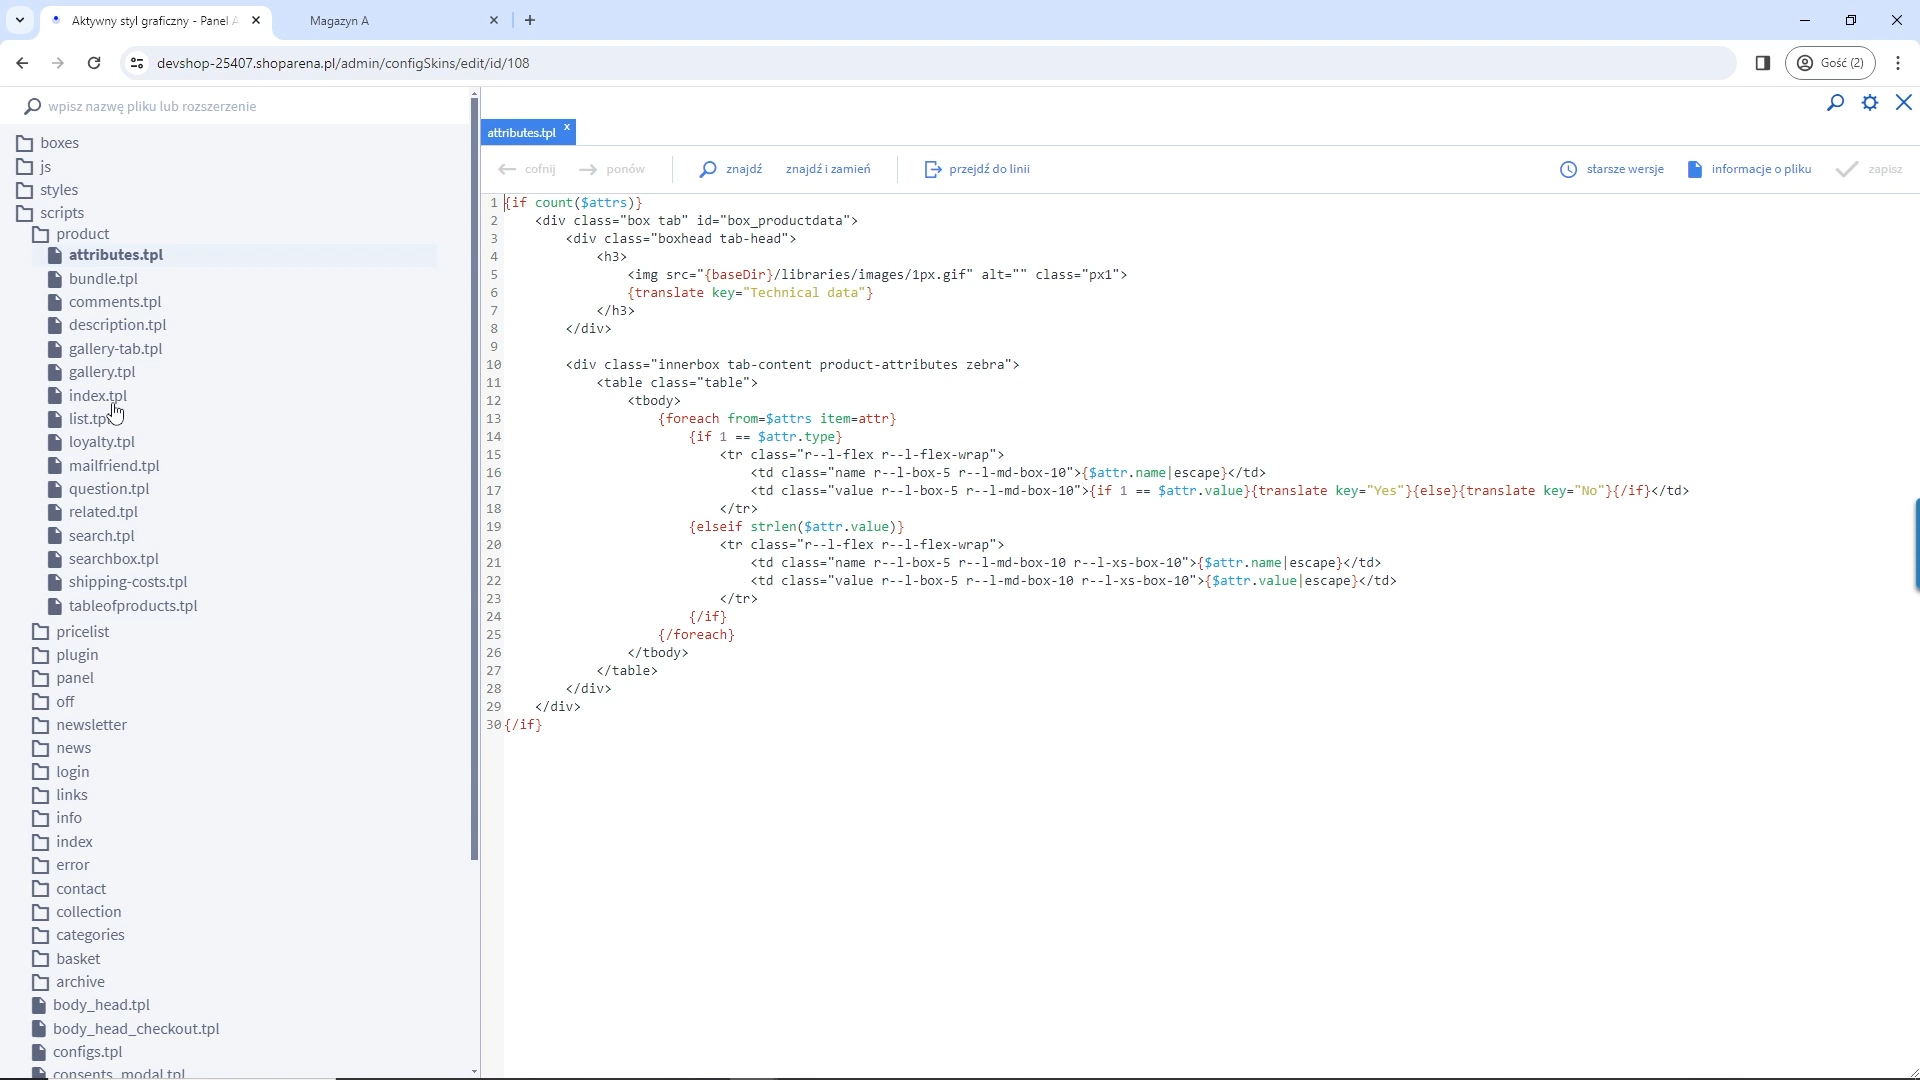 Aktywny styl graficzny - Panel A
Magazyn A
devshop-25407.shoparena.pl/admin/configSkins/edit/id/108
Gość (2)
wpisz nazwę pliku lub rozszerzenie
boxes
js
styles
scripts
product
attributes.tpl
bundle.tpl
comments.tpl
description.tpl
gallery-tab.tpl
gallery.tpl
index.tpl
list.tpl
loyalty.tpl
mailfriend.tpl
question.tpl
related.tpl
search.tpl
searchbox.tpl
shipping-costs.tpl
tableofproducts.tpl
pricelist
plugin
panel
off
newsletter
news
login
links
info
index
error
contact
collection
categories
basket
archive
body_head.tpl
body_head_checkout.tpl
configs.tpl
consents_modal.tpl
attributes.tpl x
cofnij ponów znajdź znajdź i zamień przejdź do linii starsze wersje informacje o pliku zapisz
1 {if count($attrs)}
2 <div class="box tab" id="box_productdata">
3 <div class="boxhead tab-head">
4 <h3>
5 <img src="{baseDir}/libraries/images/1px.gif" alt="" class="px1">
6 {translate key="Technical data"}
7 </h3>
8 </div>
9
10 <div class="innerbox tab-content product-attributes zebra">
11 <table class="table">
12 <tbody>
13 {foreach from=$attrs item=attr}
14 {if 1 == $attr.type}
15 <tr class="r--l-flex r--l-flex-wrap">
16 <td class="name r--l-box-5 r--l-md-box-10">{$attr.name|escape}</td>
17 <td class="value r--l-box-5 r--l-md-box-10">{if 1 == $attr.value}{translate key="Yes"}{else}{translate key="No"}{/if}</td>
18 </tr>
19 {elseif strlen($attr.value)}
20 <tr class="r--l-flex r--l-flex-wrap">
21 <td class="name r--l-box-5 r--l-md-box-10 r--l-xs-box-10">{$attr.name|escape}</td>
22 <td class="value r--l-box-5 r--l-md-box-10 r--l-xs-box-10">{$attr.value|escape}</td>
23 </tr>
24 {/if}
25 {/foreach}
26 </tbody>
27 </table>
28 </div>
29 </div>
30 {/if}